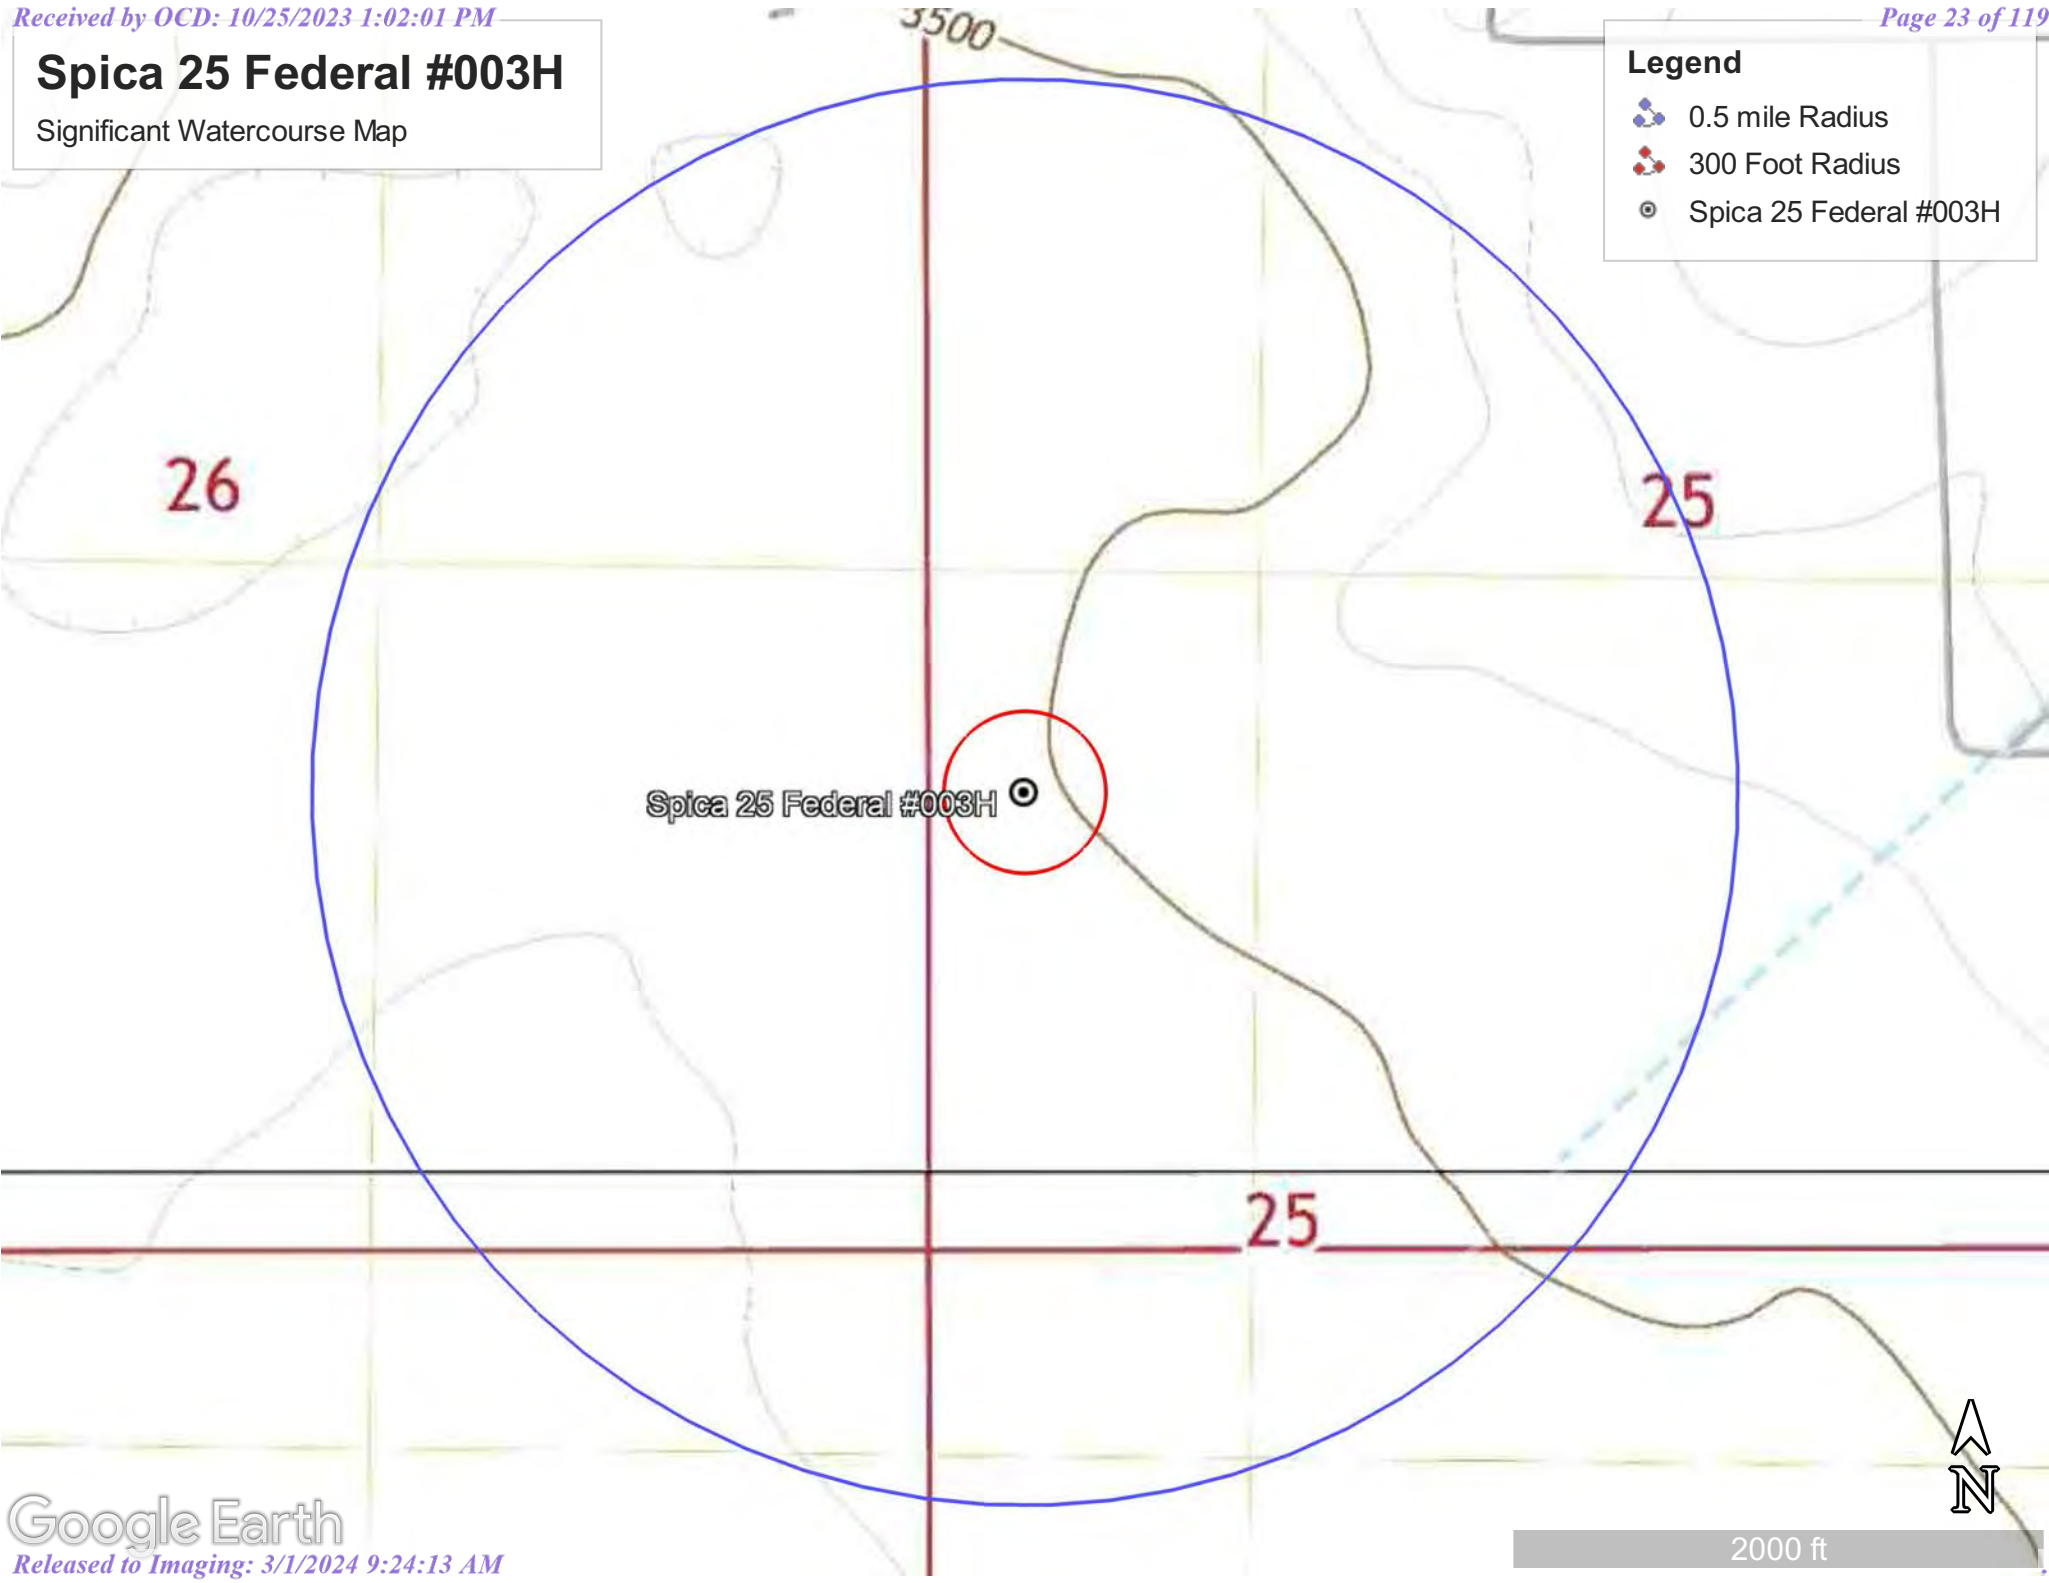 Received by OCD: 10/25/2023 1:02:01 PM
Page 23 of 119
Spica 25 Federal #003H
Significant Watercourse Map
3500
Legend
0.5 mile Radius
300 Foot Radius
Spica 25 Federal #003H
26
25
Spica 25 Federal #003H
25
N
Google Earth
2000 ft
Released to Imaging: 3/1/2024 9:24:13 AM